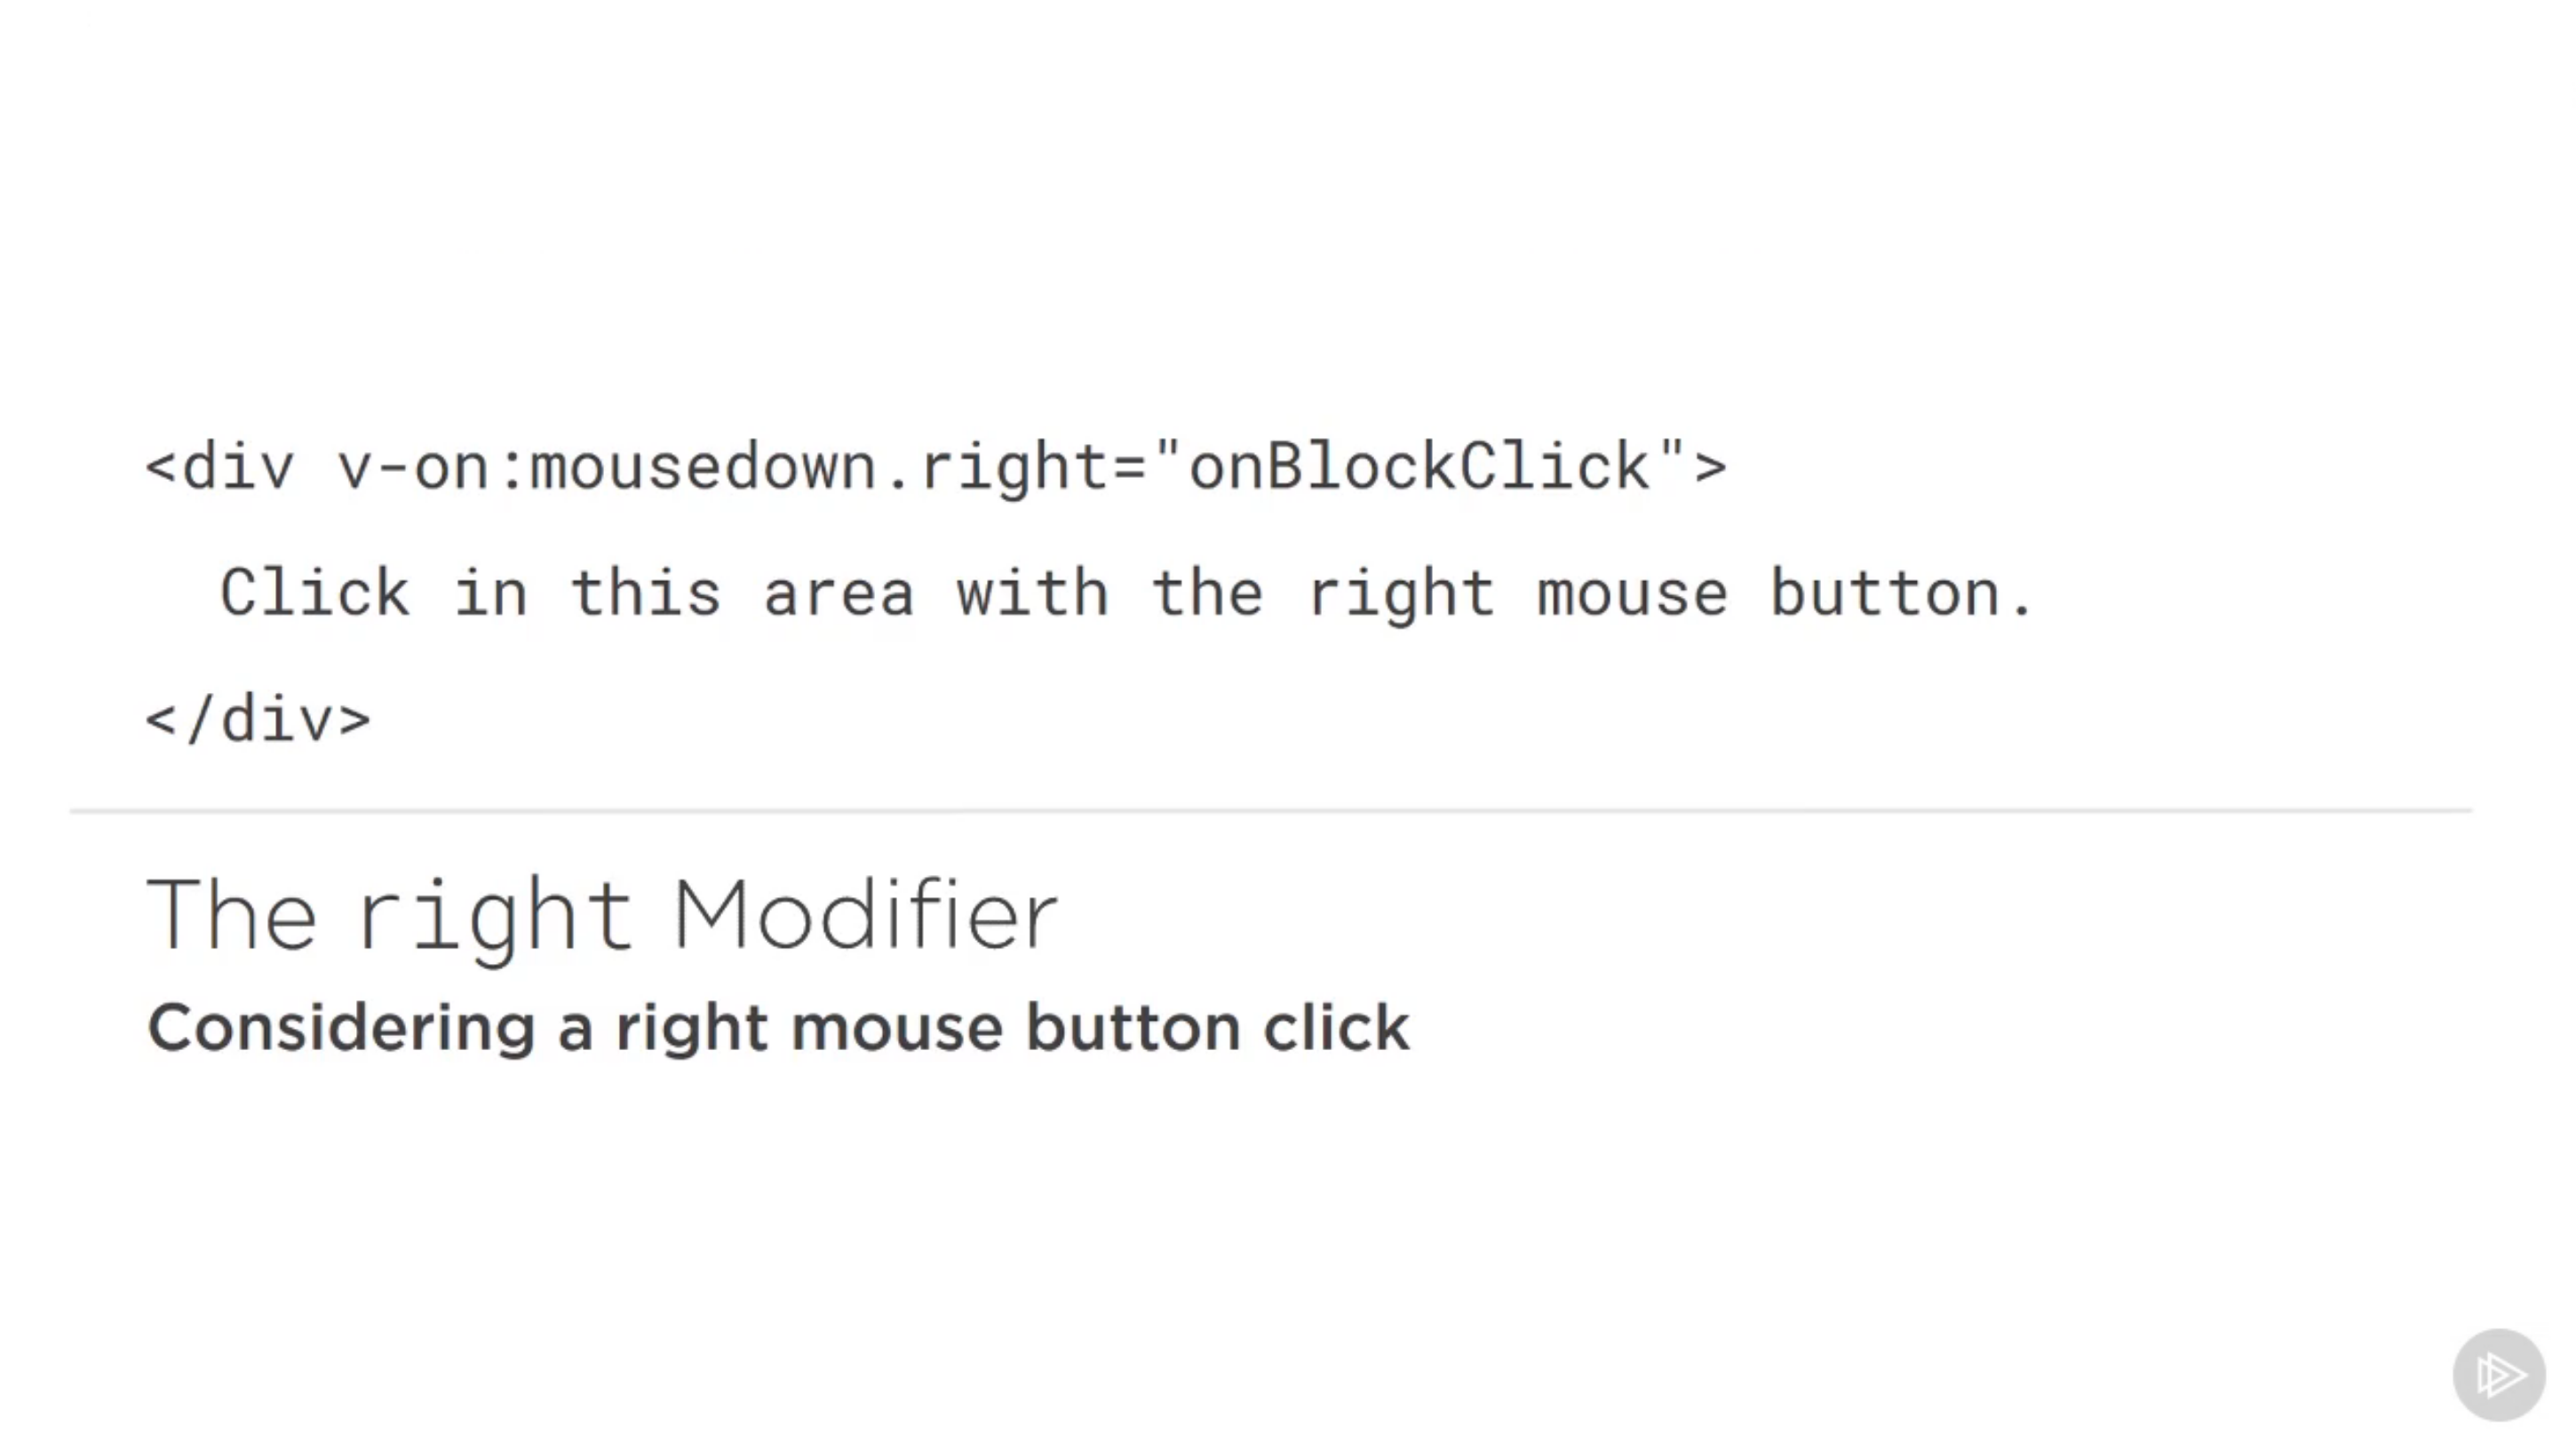 <div v-on:mousedown.right="onBlockClick">
Click in this area with the right mouse button.
</div>
The right Modifier
Considering a right mouse button click